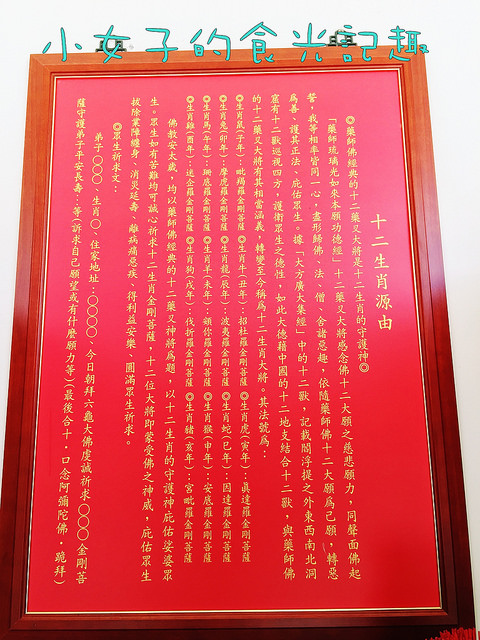 小女子的食光記趣
十二生肖源由
◎藥師佛經典的十二藥叉大將是十二生肖的守護神◎
「藥師琉璃光如來本願功德經」十二藥叉大將感念佛十二大願之慈悲願力，同聲面佛起
誓，我等相率皆同一心，盡形歸佛、法、僧、舍諸惡趣，依隨藥師佛十二大願爲己願，轉惡
爲善、護其正法、庇佑眾生。據「大方廣大集經」中的十二獸，記載閻浮提之外東西南北洞
窟有十二獸巡視四方，護衛眾生之德性，如此大德藉中國的十二地支結合十二獸，與藥師佛
的十二藥叉大將有其相當涵義，轉變至今稱爲十二生肖大將。其法號爲：
◎生肖鼠(子年)：毗羯羅金剛菩薩◎生肖牛(丑年)：招杜羅金剛菩薩◎生肖虎(寅年)：真達羅金剛菩薩
◎生肖兔(卯年)：摩虎羅金剛菩薩◎生肖龍(辰年)：波夷羅金剛菩薩◎生肖蛇(巳年)：因達羅金剛菩薩
◎生肖馬(午年)：珊底羅金剛菩薩◎生肖羊(未年)：頞你羅金剛菩薩◎生肖猴(申年)：安底羅金剛菩薩
◎生肖雞(酉年)：迷企羅金剛菩薩◎生肖狗(戌年)：伐折羅金剛菩薩◎生肖豬(亥年)：宮毗羅金剛菩薩
佛教安太歲，均以藥師佛經典的十二藥叉神將爲題，以十二生肖的守護神庇佑娑婆眾
生。眾生如有苦難均可誠心祈求十二生肖金剛菩薩，十二位大將即蒙受佛之神威，庇佑眾生
拔除業障纏身、消災延壽、離病痛惡疾、得利益安樂、圓滿眾生祈求。
◎眾生祈求文：
弟子○○○、生肖○、住家地址：○○○○、今日朝拜六龜大佛虔誠祈求○○○金剛菩
薩守護弟子平安長壽…等(訴求自己願望或有什麼願力等)(最後合十，口念阿彌陀佛，跪拜)